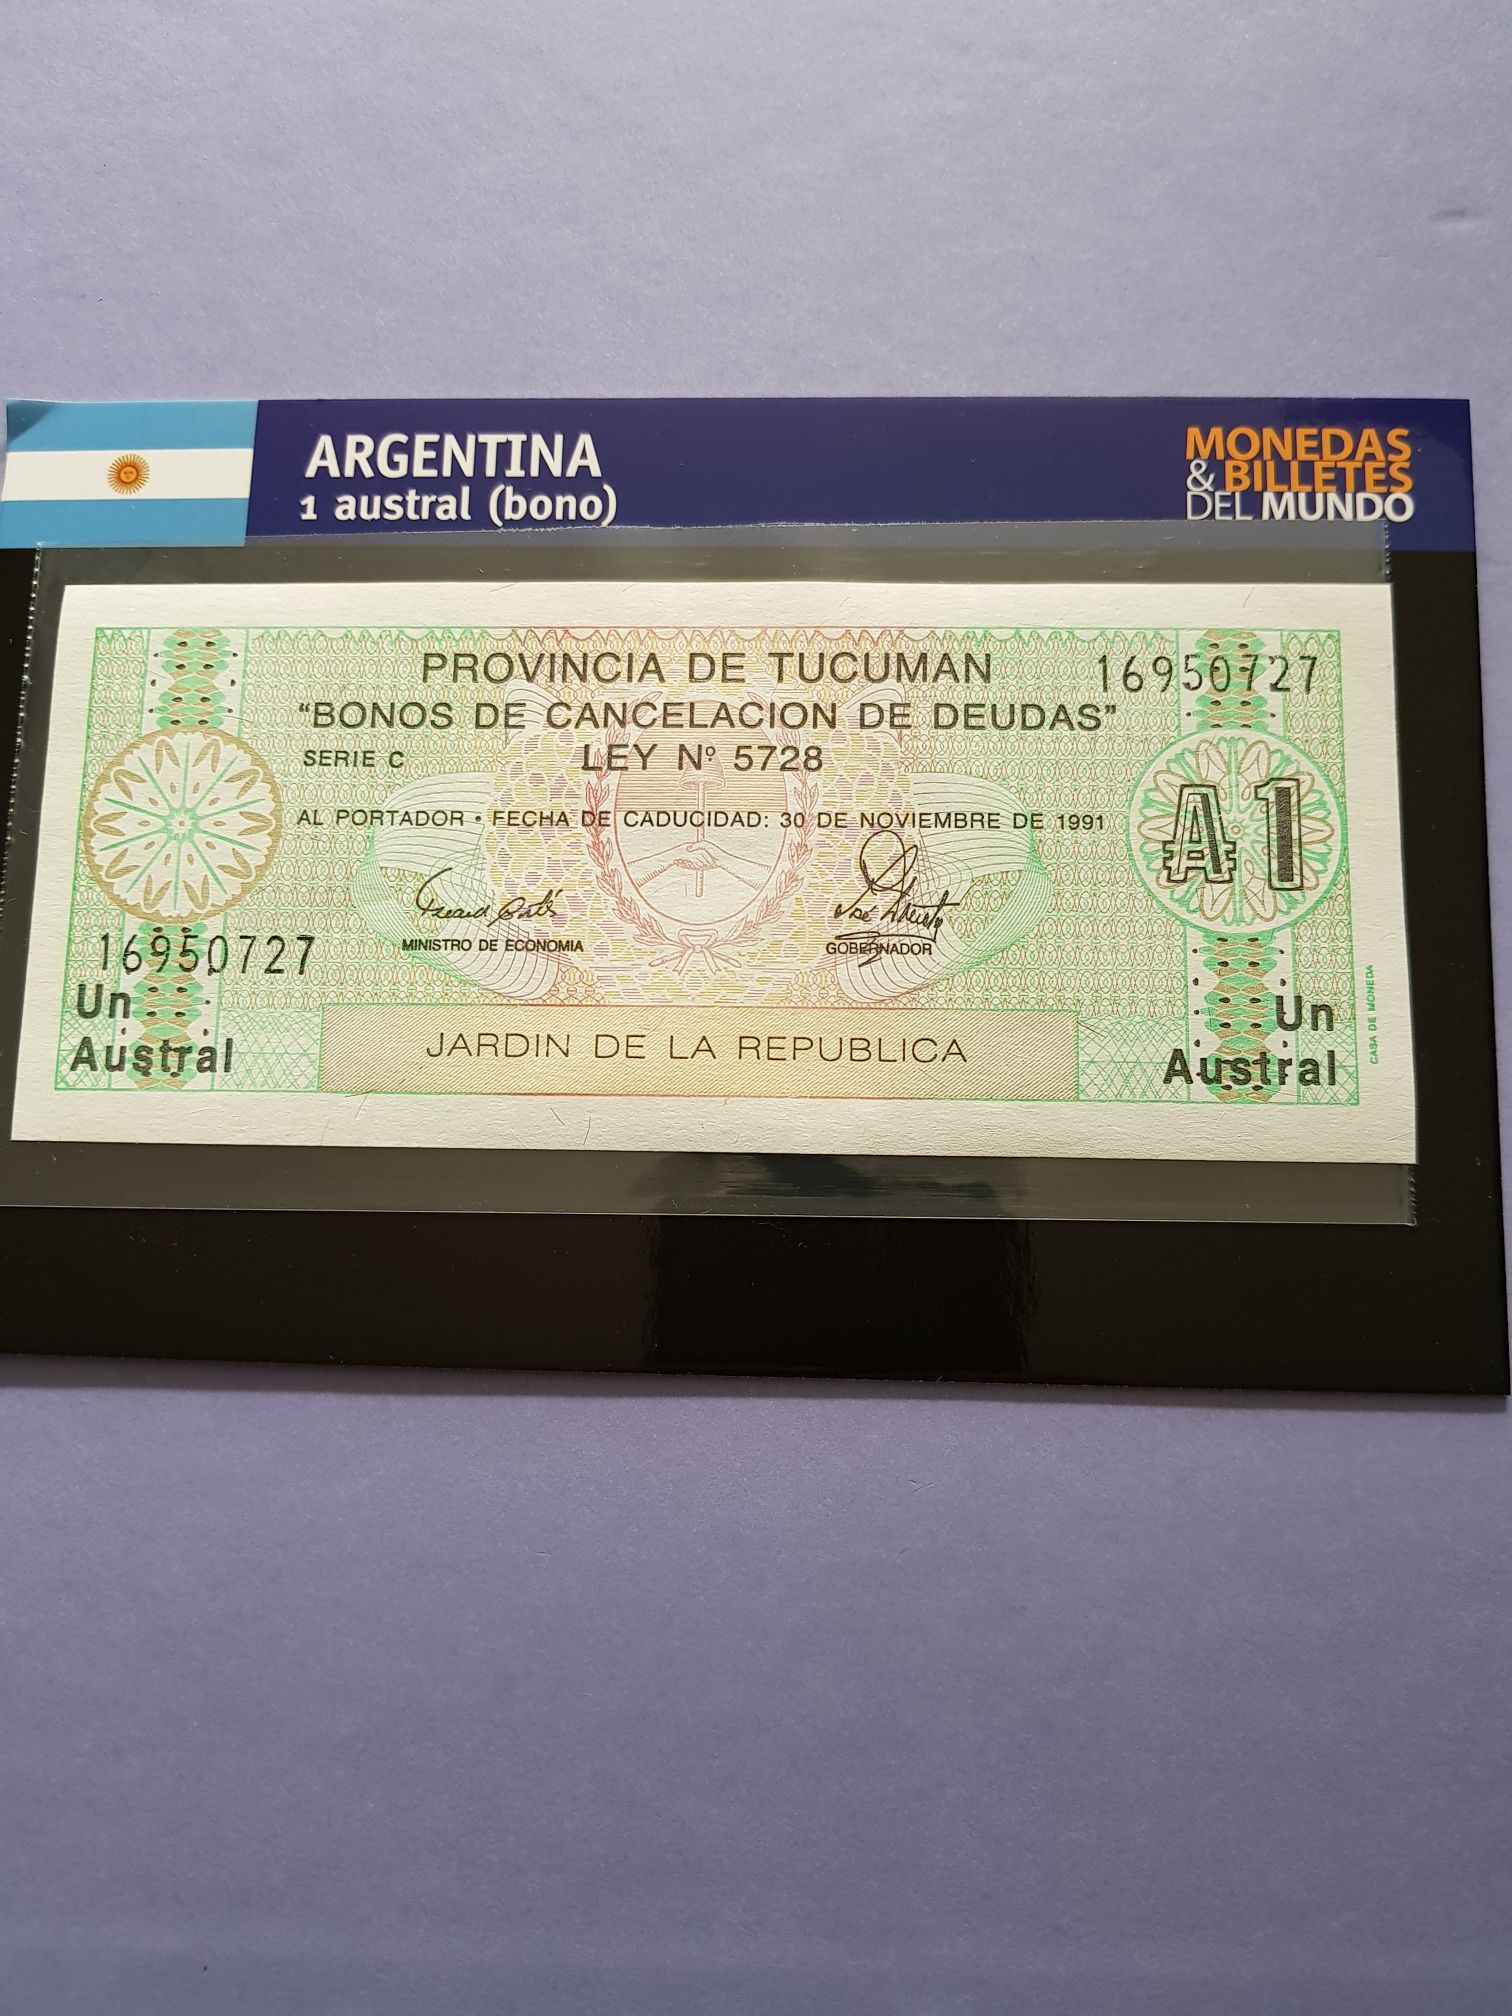 ARGENTINA
1 austral (bono)
MONEDAS
& BILLETES
DEL MUNDO
PROVINCIA DE TUCUMAN
16950727
"BONOS DE CANCELACION DE DEUDAS"
SERIE C
LEY Nº 5728
AL PORTADOR • FECHA DE CADUCIDAD: 30 DE NOVIEMBRE DE 1991
₳ 1
MINISTRO DE ECONOMIA
GOBERNADOR
16950727
Un
Austral
JARDIN DE LA REPUBLICA
Un
Austral
CASA DE MONEDA